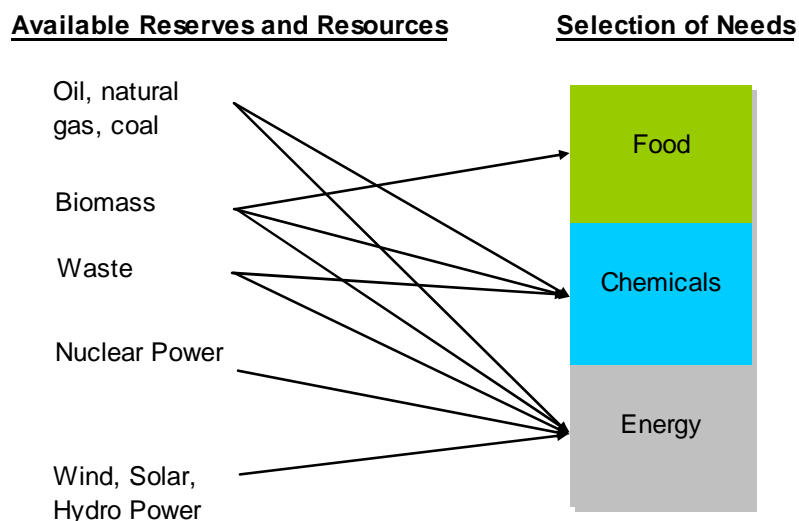 Available Reserves and Resources
Selection of Needs
Oil, natural
gas, coal
Biomass
Waste
Nuclear Power
Wind, Solar,
Hydro Power
Food
Chemicals
Energy